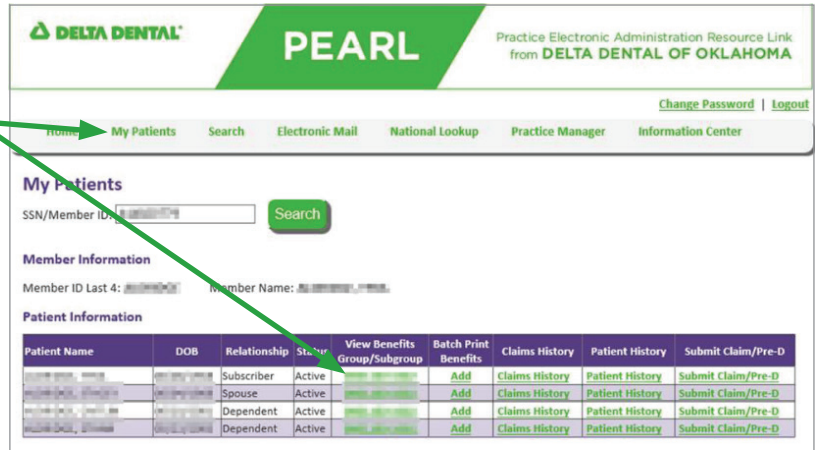 DELTA DENTAL
PEARL
Practice Electronic Administration Resource Link
from DELTA DENTAL OF OKLAHOMA
Change Password | Logout
Home My Patients Search Electronic Mail National Lookup Practice Manager Information Center
My Patients
SSN/Member ID: Search
Member Information
Member ID Last 4: Member Name:
Patient Information
Patient Name DOB Relationship Status View Benefits Group/Subgroup Batch Print Benefits Claims History Patient History Submit Claim/Pre-D
Subscriber Active Add Claims History Patient History Submit Claim/Pre-D
Spouse Active Add Claims History Patient History Submit Claim/Pre-D
Dependent Active Add Claims History Patient History Submit Claim/Pre-D
Dependent Active Add Claims History Patient History Submit Claim/Pre-D